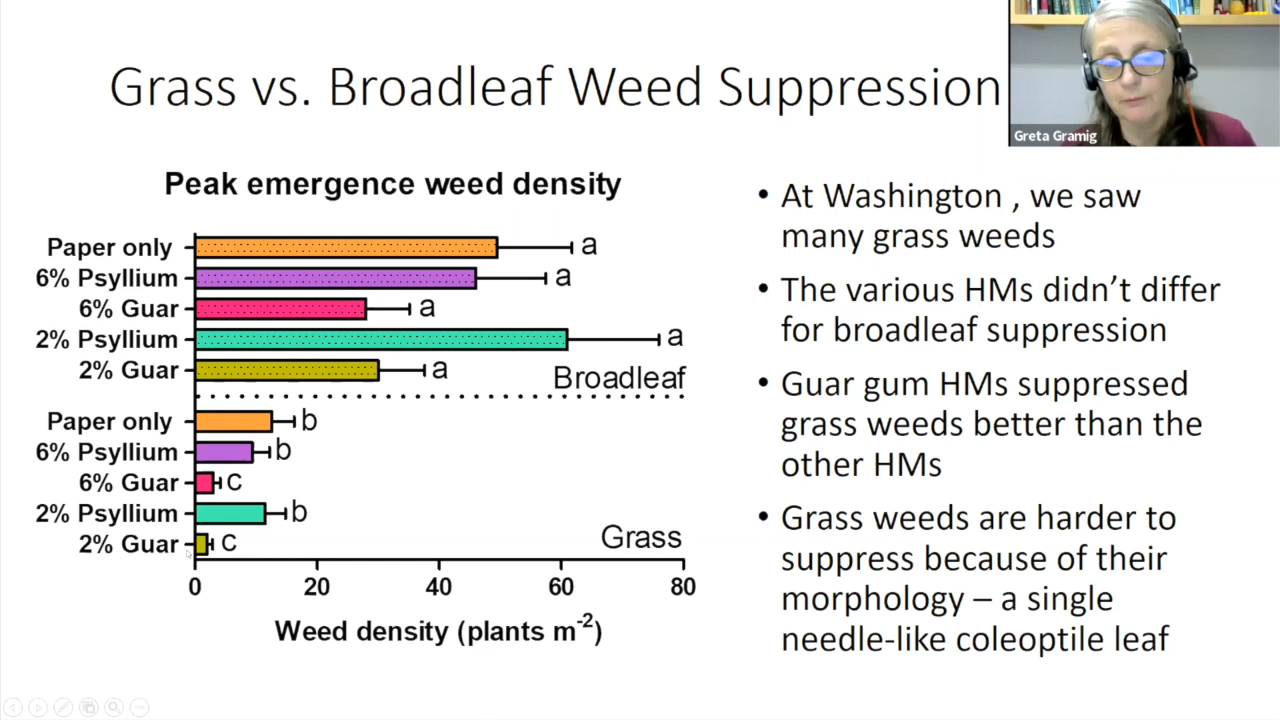 Grass vs. Broadleaf Weed Suppression
Greta Gramig
Peak emergence weed density
Paper only
a
6% Psyllium
a
6% Guar
a
2% Psyllium
a
2% Guar
a
Broadleaf
Paper only
b
6% Psyllium
b
6% Guar
c
2% Psyllium
b
2% Guar
c
Grass
0 20 40 60 80
Weed density (plants m-2)
• At Washington , we saw
many grass weeds
• The various HMs didn’t differ
for broadleaf suppression
• Guar gum HMs suppressed
grass weeds better than the
other HMs
• Grass weeds are harder to
suppress because of their
morphology – a single
needle-like coleoptile leaf